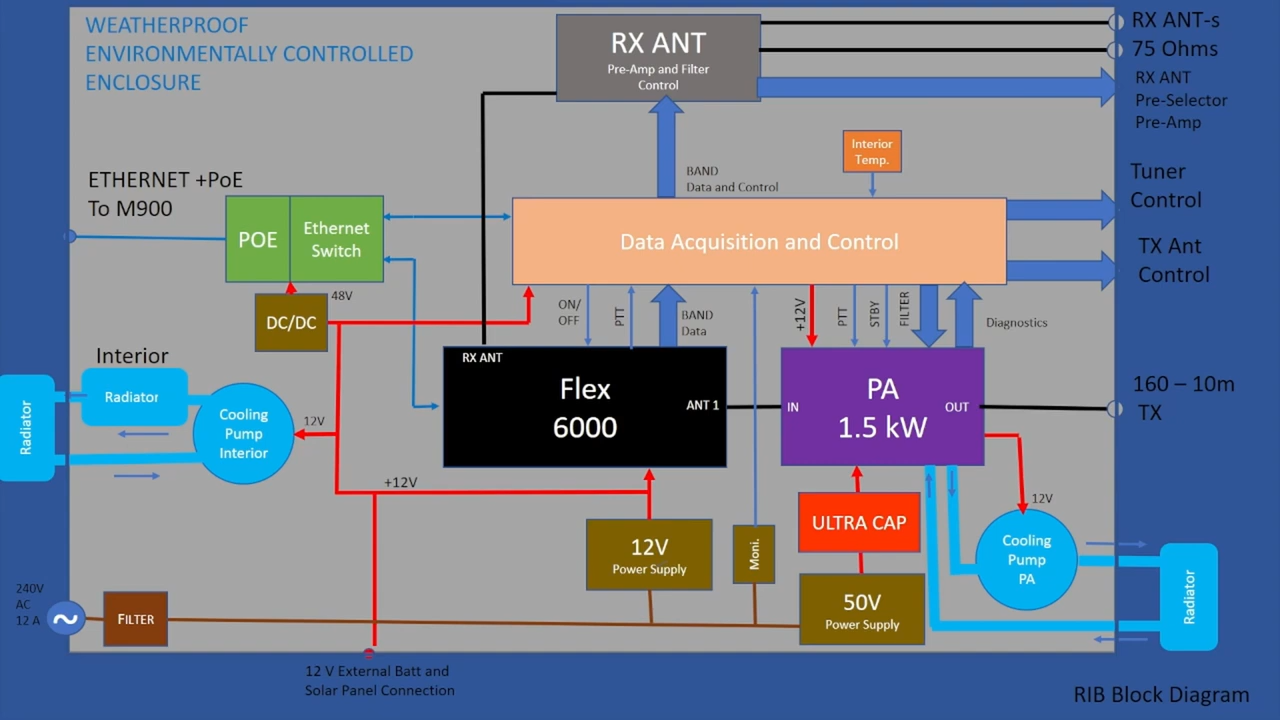 WEATHERPROOF
ENVIRONMENTALLY CONTROLLED
ENCLOSURE
RX ANT
Pre-Amp and Filter
Control
RX ANT-s
75 Ohms
RX ANT
Pre-Selector
Pre-Amp
Interior
Temp.
BAND
Data and Control
ETHERNET +PoE
To M900
POE
Ethernet
Switch
Data Acquisition and Control
Tuner
Control
TX Ant
Control
48V
DC/DC
ON/
OFF
PTT
BAND
Data
+12V
PTT
STBY
FILTER
Diagnostics
Interior
Radiator
Radiator
Cooling
Pump
Interior
12V
RX ANT
Flex
6000
ANT 1
IN
PA
1.5 kW
OUT
160 – 10m
TX
+12V
12V
Power Supply
Moni.
ULTRA CAP
50V
Power Supply
12V
Cooling
Pump
PA
Radiator
240V
AC
12 A
FILTER
12 V External Batt and
Solar Panel Connection
RIB Block Diagram